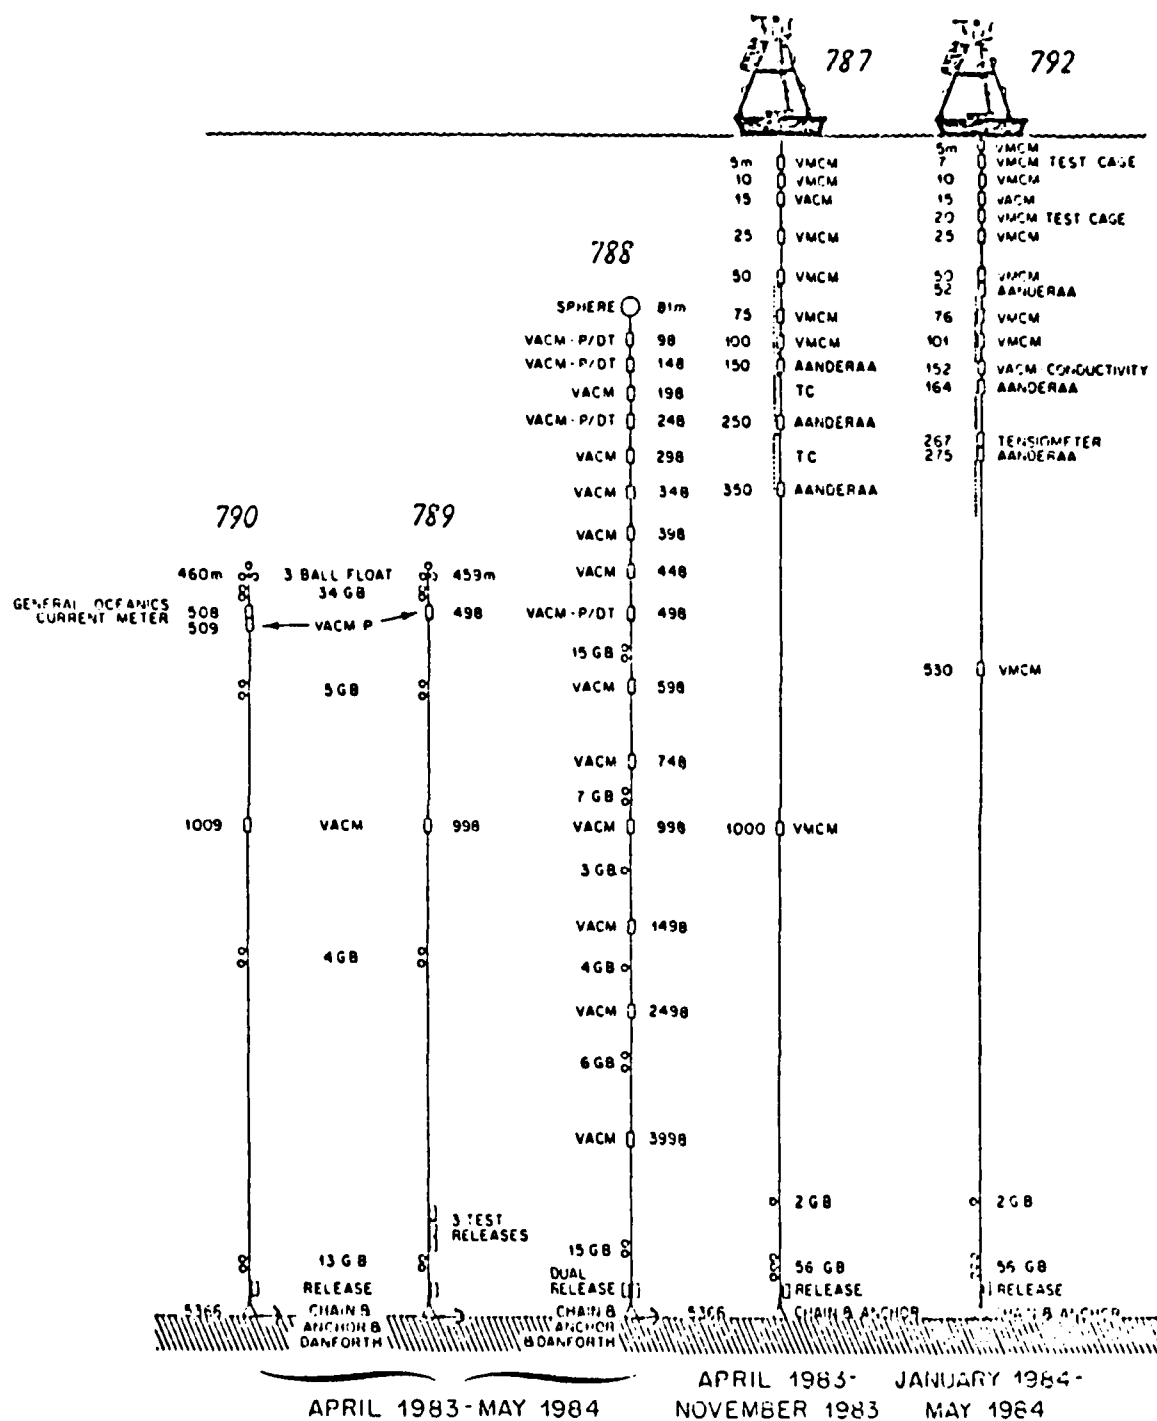 787
792
5m VMCM
10 VMCM
15 VACM
25 VMCM
50 VMCM
75 VMCM
100 VMCM
150 AANDERAA
TC
250 AANDERAA
TC
350 AANDERAA
1000 VMCM
2 GB
56 GB
RELEASE
5366 CHAIN & ANCHOR
5m VMCM
7 VMCM TEST CAGE
10 VMCM
15 VACM
20 VMCM TEST CAGE
25 VMCM
50 VMCM
52 AANDERAA
76 VMCM
101 VMCM
152 VACM-CONDUCTIVITY
164 AANDERAA
267 TENSIOMETER
275 AANDERAA
530 VMCM
2 GB
56 GB
RELEASE
CHAIN & ANCHOR
788
SPHERE 81m
VACM-P/DT 98
VACM-P/DT 148
VACM 198
VACM-P/DT 248
VACM 298
VACM 348
VACM 398
VACM 448
VACM-P/DT 498
15 GB
VACM 598
VACM 748
7 GB
VACM 998
3 GB
VACM 1498
4 GB
VACM 2498
6 GB
VACM 3998
15 GB
DUAL
RELEASE
CHAIN &
ANCHOR
& DANFORTH
790
789
460m 3 BALL FLOAT 459m
34 GB
GENERAL OCEANICS
CURRENT METER
508
509
VACM P
498
5 GB
1009 VACM 998
4 GB
3 TEST
RELEASES
13 GB
RELEASE
5366 CHAIN &
ANCHOR &
DANFORTH
APRIL 1983-MAY 1984
APRIL 1983-
NOVEMBER 1983
JANUARY 1984-
MAY 1984